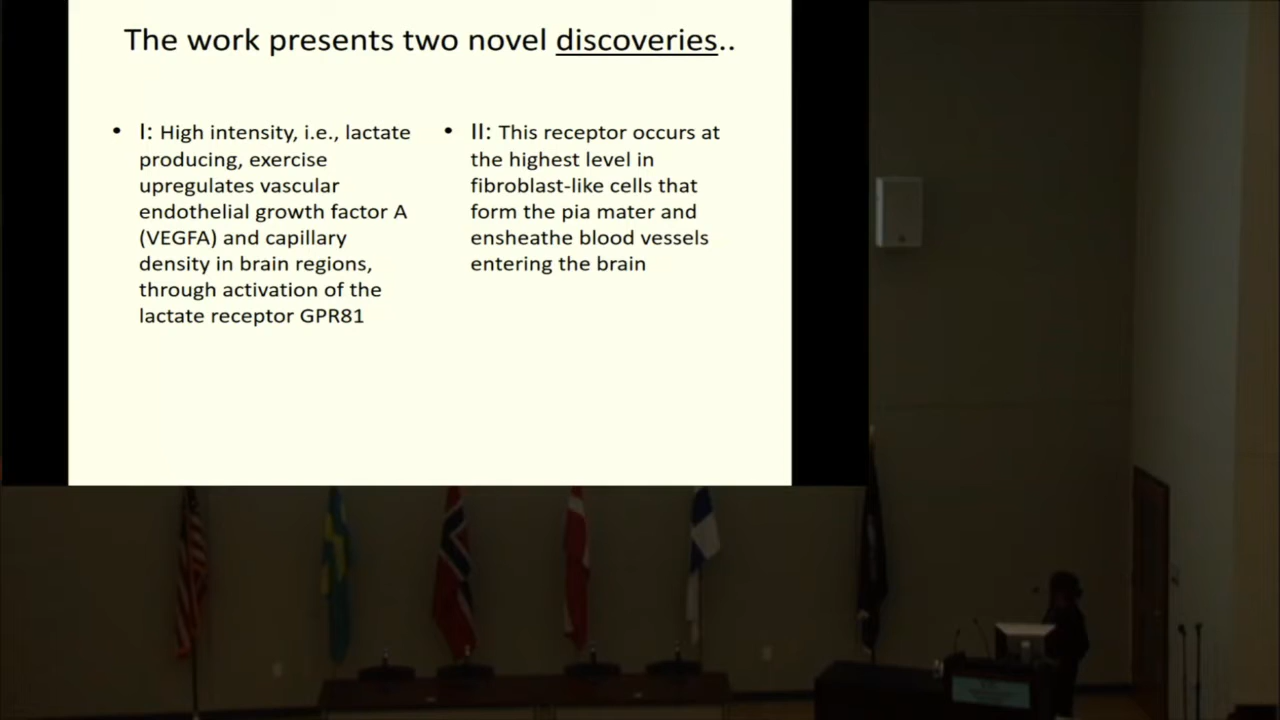 The work presents two novel discoveries..
• I: High intensity, i.e., lactate
producing, exercise
upregulates vascular
endothelial growth factor A
(VEGFA) and capillary
density in brain regions,
through activation of the
lactate receptor GPR81
• II: This receptor occurs at
the highest level in
fibroblast-like cells that
form the pia mater and
ensheathe blood vessels
entering the brain